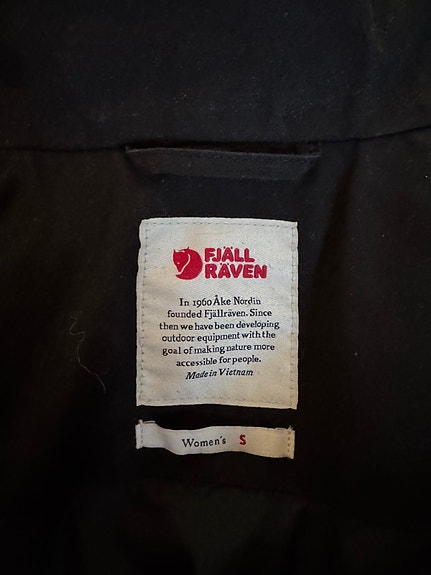 FJÄLL
RÄVEN
In 1960 Åke Nordin
founded Fjällräven. Since
then we have been developing
outdoor equipment with the
goal of making nature more
accessible for people.
Made in Vietnam
Women's S